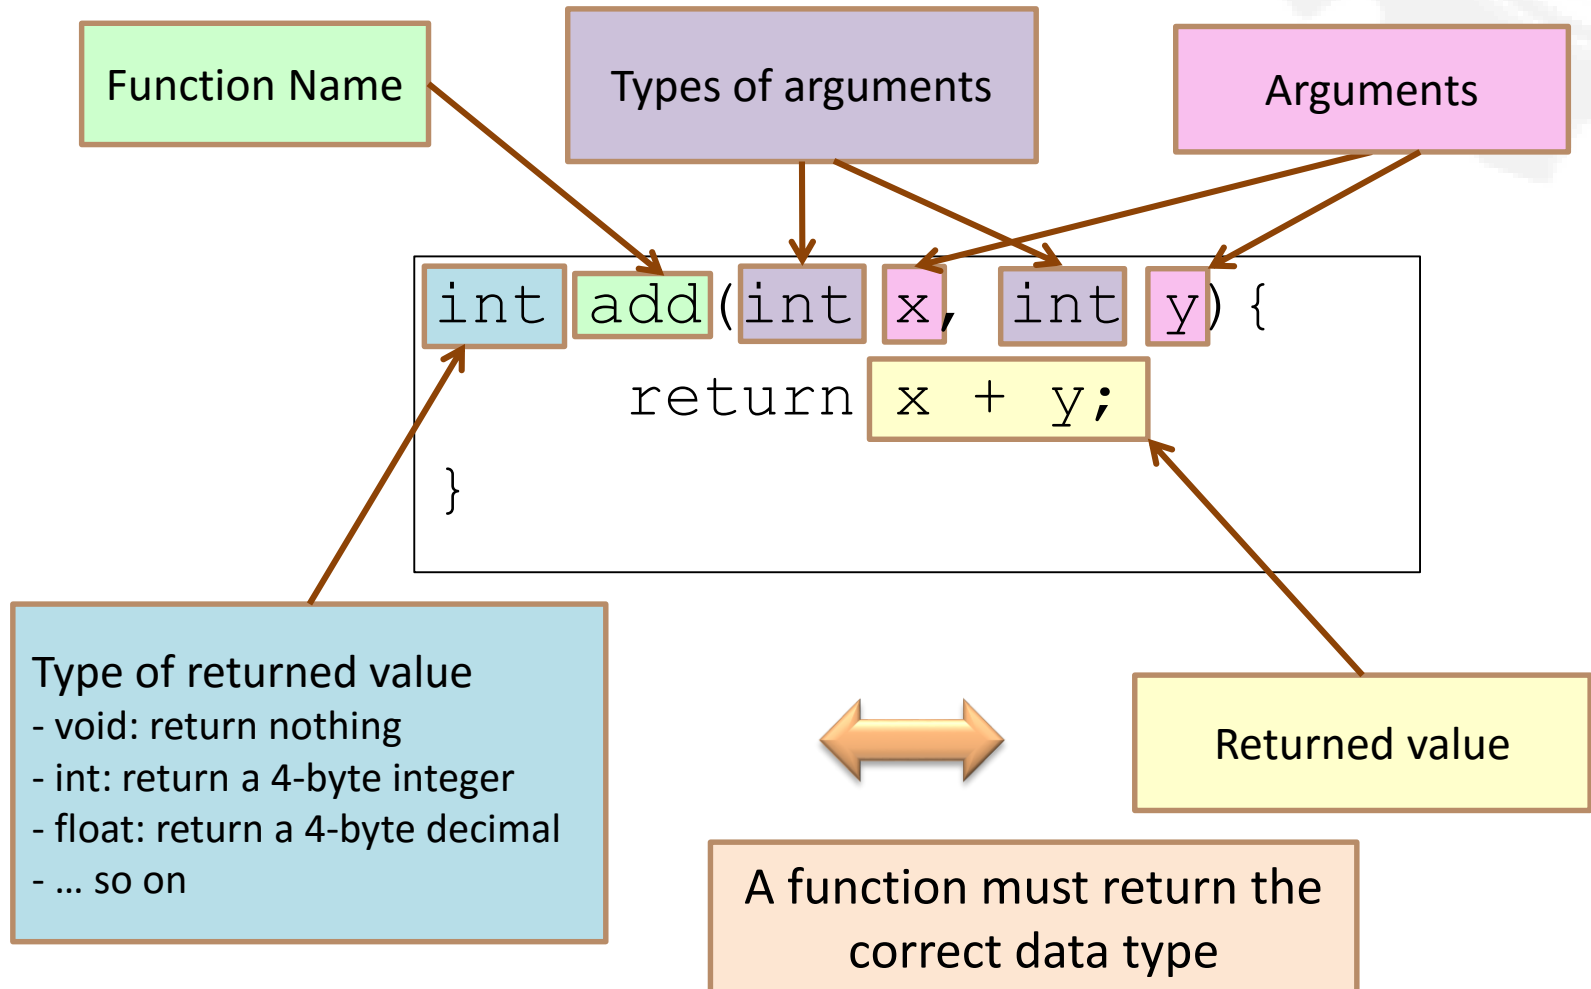 Function Name
Types of arguments
Arguments
int add(int x, int y){
return x + y;
}
Type of returned value
- void: return nothing
- int: return a 4-byte integer
- float: return a 4-byte decimal
- … so on
Returned value
A function must return the
correct data type